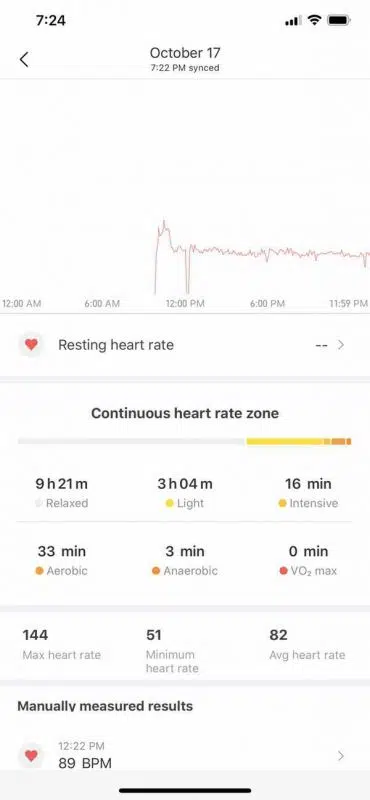 7:24
October 17
7:22 PM synced
12:00 AM 6:00 AM 12:00 PM 6:00 PM 11:59 PM
Resting heart rate --
Continuous heart rate zone
9 h 21 m 3 h 04 m 16 min
Relaxed Light Intensive
33 min 3 min 0 min
Aerobic Anaerobic VO₂ max
144 51 82
Max heart rate Minimum heart rate Avg heart rate
Manually measured results
12:22 PM
89 BPM